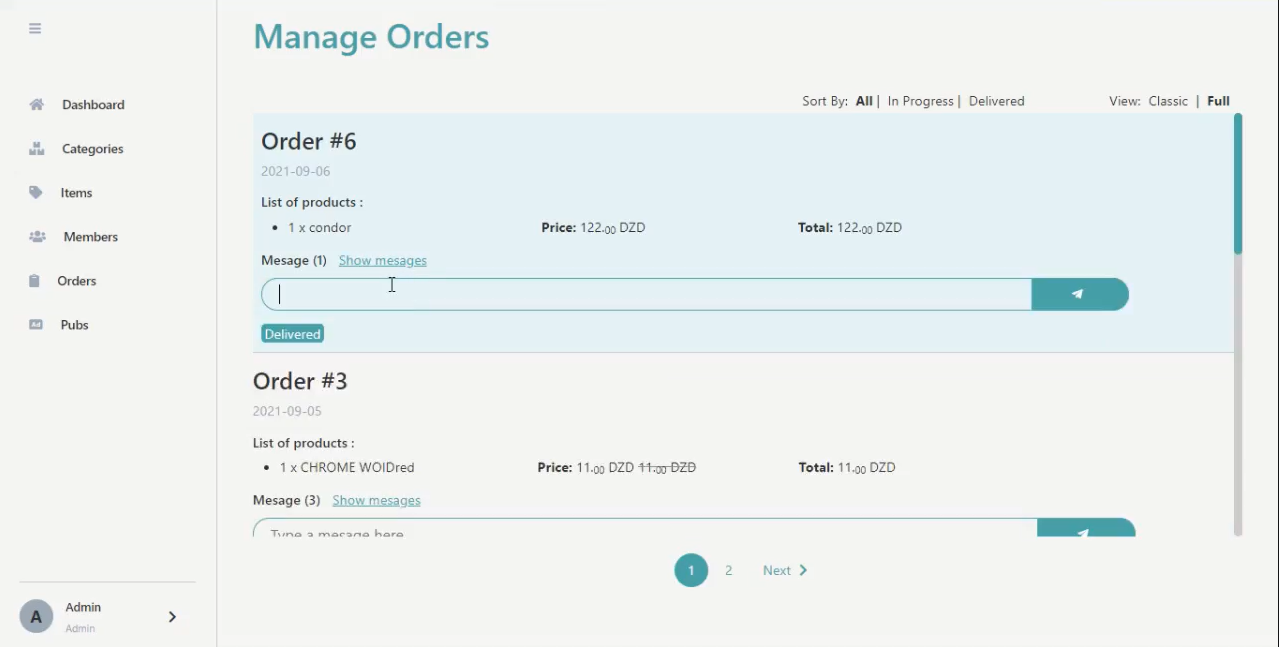 Manage Orders
Dashboard
Categories
Items
Members
Orders
Pubs
Sort By: All | In Progress | Delivered
View: Classic | Full
Order #6
2021-09-06
List of products :
1 x condor
Price: 122.00 DZD
Total: 122.00 DZD
Mesage (1) Show mesages
Delivered
Order #3
2021-09-05
List of products :
1 x CHROME WOIDred
Price: 11.00 DZD 11.00 DZD
Total: 11.00 DZD
Mesage (3) Show mesages
Type a mesage here
1 2 Next
A
Admin
Admin